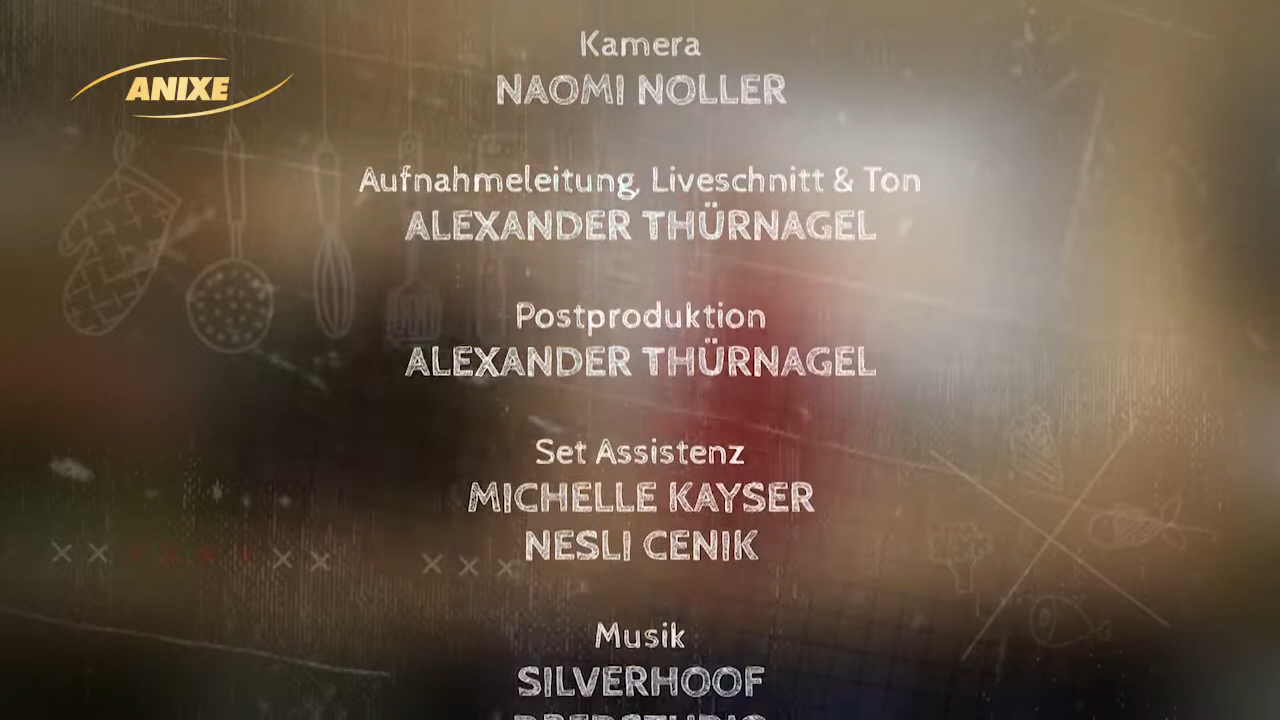 ANIXE
Kamera
NAOMI NOLLER
Aufnahmeleitung, Liveschnitt & Ton
ALEXANDER THÜRNAGEL
Postproduktion
ALEXANDER THÜRNAGEL
Set Assistenz
MICHELLE KAYSER
NESLI CENIK
Musik
SILVERHOOF